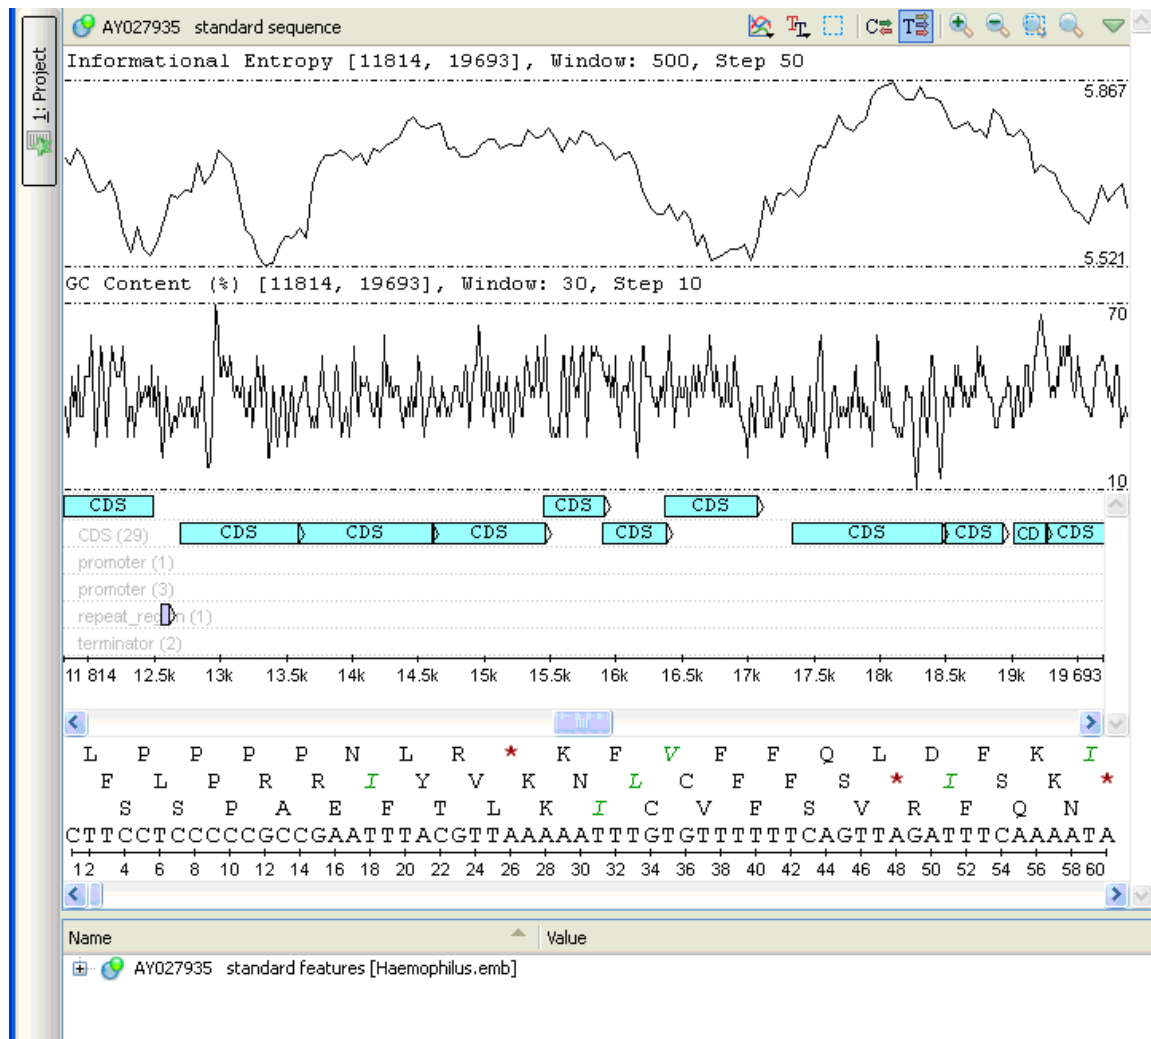 1: Project
AY027935 standard sequence
Informational Entropy [11814, 19693], Window: 500, Step 50
5.867
5.521
GC Content (%) [11814, 19693], Window: 30, Step 10
70
10
CDS CDS CDS
CDS (29) CDS CDS CDS CDS CDS CDS CD CDS
promoter (1)
promoter (3)
repeat_region (1)
terminator (2)
11 814 12.5k 13k 13.5k 14k 14.5k 15k 15.5k 16k 16.5k 17k 17.5k 18k 18.5k 19k 19 693
L P P P P N L R * K F V F F Q L D F K I
F L P R R I Y V K N L C F F S * I S K *
S S P A E F T L K I C V F S V R F Q N
CTTCCTCCCCCGCCGAATTTACGTTAAAAATTTGTGTTTTTTCAGTTAGATTTCAAAATA
1 2 4 6 8 10 12 14 16 18 20 22 24 26 28 30 32 34 36 38 40 42 44 46 48 50 52 54 56 58 60
Name Value
AY027935 standard features [Haemophilus.emb]